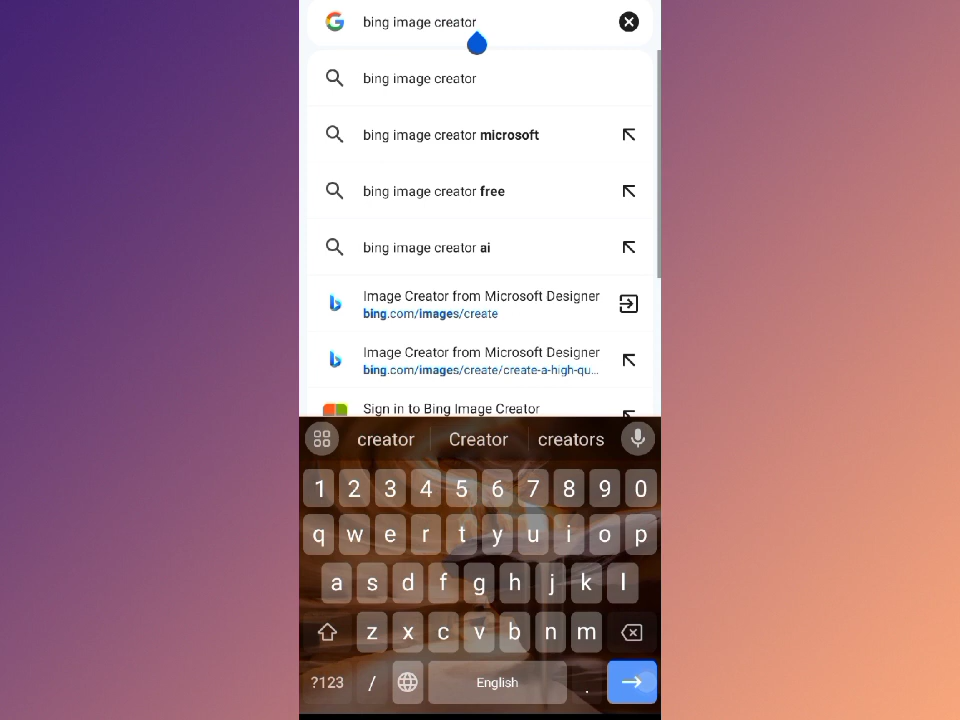 bing image creator
bing image creator
bing image creator microsoft
bing image creator free
bing image creator ai
Image Creator from Microsoft Designer
bing.com/images/create
Image Creator from Microsoft Designer
bing.com/images/create/create-a-high-qu...
Sign in to Bing Image Creator
creator Creator creators
1 2 3 4 5 6 7 8 9 0
q w e r t y u i o p
a s d f g h j k l
z x c v b n m
?123 / English .